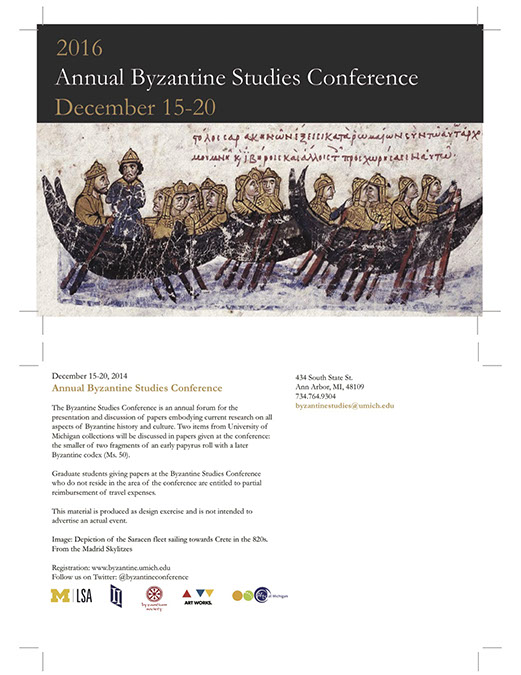 2016
Annual Byzantine Studies Conference
December 15-20
December 15-20, 2014
Annual Byzantine Studies Conference
The Byzantine Studies Conference is an annual forum for the
presentation and discussion of papers embodying current research on all
aspects of Byzantine history and culture. Two items from University of
Michigan collections will be discussed in papers given at the conference:
the smaller of two fragments of an early papyrus roll with a later
Byzantine codex (Ms. 50).
Graduate students giving papers at the Byzantine Studies Conference
who do not reside in the area of the conference are entitled to partial
reimbursement of travel expenses.
This material is produced as design exercise and is not intended to
advertise an actual event.
Image: Depiction of the Saracen fleet sailing towards Crete in the 820s.
From the Madrid Skylitzes
Registration: www.byzantine.umich.edu
Follow us on Twitter: @byzantineconference
434 South State St.
Ann Arbor, MI, 48109
734.764.9304
byzantinestudies@umich.edu
M LSA
byzantine
society
ART WORKS.
at Michigan